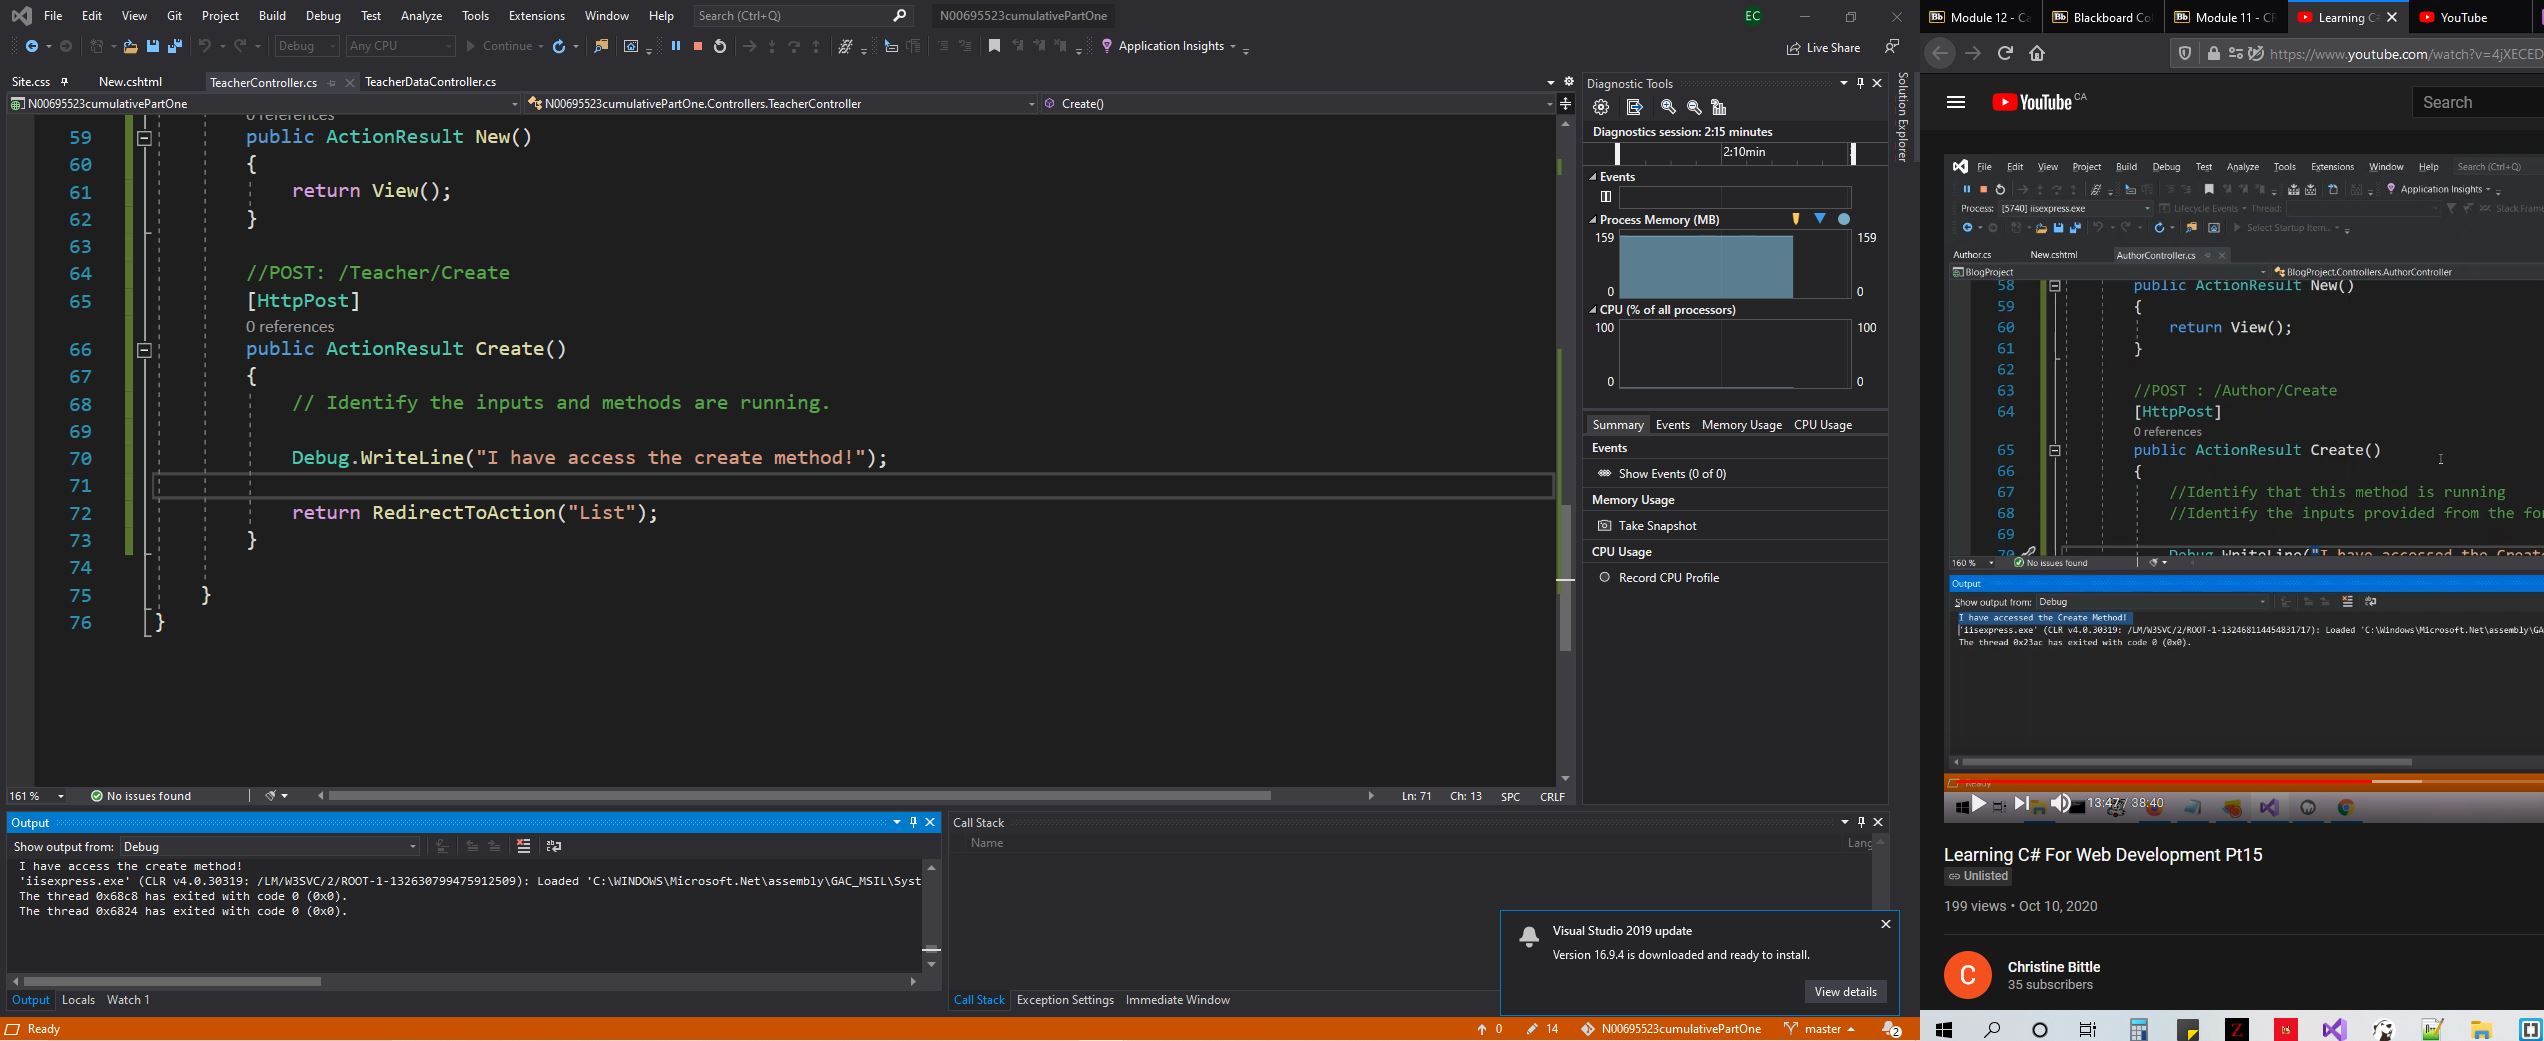 File Edit View Git Project Build Debug Test Analyze Tools Extensions Window Help Search (Ctrl+Q) N00695523cumulativePartOne EC
Debug Any CPU Continue Application Insights Live Share
Site.css New.cshtml TeacherController.cs TeacherDataController.cs
N00695523cumulativePartOne N00695523cumulativePartOne.Controllers.TeacherController Create()
0 references
59 public ActionResult New()
60 {
61 return View();
62 }
63
64 //POST: /Teacher/Create
65 [HttpPost]
0 references
66 public ActionResult Create()
67 {
68 // Identify the inputs and methods are running.
69
70 Debug.WriteLine("I have access the create method!");
71
72 return RedirectToAction("List");
73 }
74
75 }
76 }
161 % No issues found Ln: 71 Ch: 13 SPC CRLF
Output
Show output from: Debug
I have access the create method!
'iisexpress.exe' (CLR v4.0.30319: /LM/W3SVC/2/ROOT-1-132630799475912509): Loaded 'C:\WINDOWS\Microsoft.Net\assembly\GAC_MSIL\Syst
The thread 0x68c8 has exited with code 0 (0x0).
The thread 0x6824 has exited with code 0 (0x0).
Output Locals Watch 1
Call Stack
Name Lang
Call Stack Exception Settings Immediate Window
Ready 0 14 N00695523cumulativePartOne master 2
Diagnostic Tools
Diagnostics session: 2:15 minutes
2:10min
Events
Process Memory (MB)
159 159
0 0
CPU (% of all processors)
100 100
0 0
Summary Events Memory Usage CPU Usage
Events
Show Events (0 of 0)
Memory Usage
Take Snapshot
CPU Usage
Record CPU Profile
Solution Explorer
Visual Studio 2019 update
Version 16.9.4 is downloaded and ready to install.
View details
Bb Module 12 - Ca Bb Blackboard Co Bb Module 11 - CR Learning C# YouTube
https://www.youtube.com/watch?v=4jXECED
YouTube CA Search
File Edit View Project Build Debug Test Analyze Tools Extensions Window Help Search (Ctrl+Q)
Application Insights
Process: [5740] iisexpress.exe Lifecycle Events Thread: Stack Frame
Select Startup Item...
Author.cs New.cshtml AuthorController.cs
BlogProject BlogProject.Controllers.AuthorController
58 public ActionResult New()
59 {
60 return View();
61 }
62
63 //POST : /Author/Create
64 [HttpPost]
0 references
65 public ActionResult Create()
66 {
67 //Identify that this method is running
68 //Identify the inputs provided from the for
69
70 Debug.WriteLine("I have accessed the Creat
160 % No issues found
Output
Show output from: Debug
I have accessed the Create Method!
'iisexpress.exe' (CLR v4.0.30319: /LM/W3SVC/2/ROOT-1-132468114454831717): Loaded 'C:\Windows\Microsoft.Net\assembly\GA
The thread 0x23ac has exited with code 0 (0x0).
Ready
13:47 / 38:40
Learning C# For Web Development Pt15
Unlisted
199 views • Oct 10, 2020
C Christine Bittle
35 subscribers